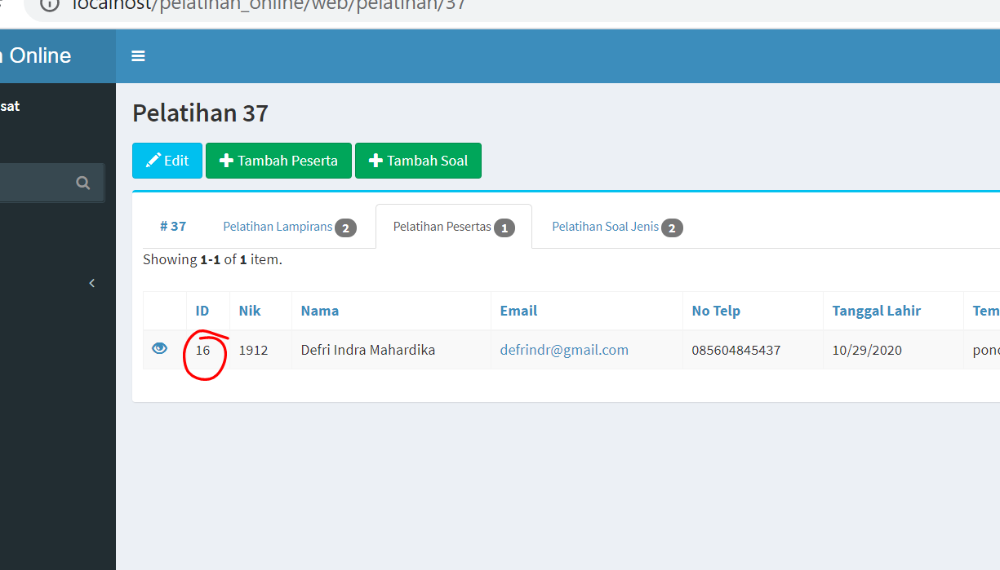 localhost/pelatihan_online/web/pelatihan/37
Online
sat
Pelatihan 37
Edit Tambah Peserta Tambah Soal
# 37 Pelatihan Lampirans 2 Pelatihan Pesertas 1 Pelatihan Soal Jenis 2
Showing 1-1 of 1 item.
ID Nik Nama Email No Telp Tanggal Lahir Tem
16 1912 Defri Indra Mahardika defrindr@gmail.com 085604845437 10/29/2020